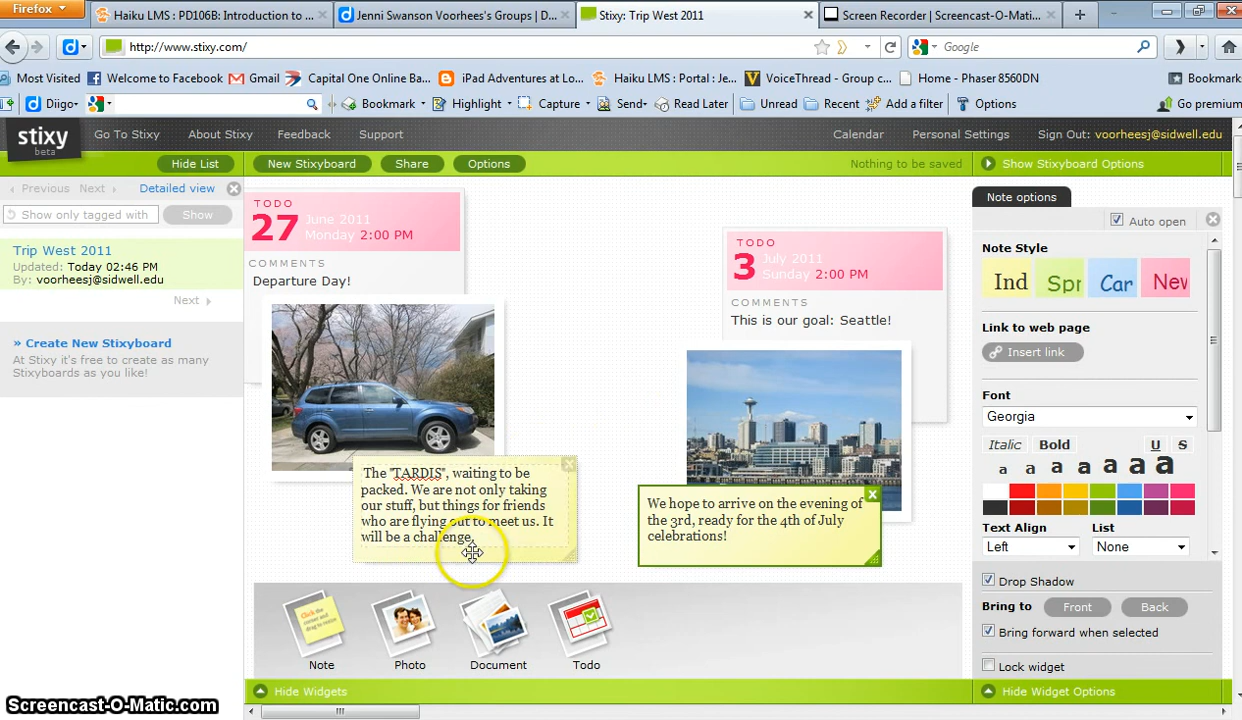 Firefox
Haiku LMS : PD106B: Introduction to ...
Jenni Swanson Voorhees's Groups | D...
Stixy: Trip West 2011
Screen Recorder | Screencast-O-Mati...
http://www.stixy.com/
Google
Most Visited
Welcome to Facebook
Gmail
Capital One Online Ba...
iPad Adventures at Lo...
Haiku LMS : Portal : Je...
VoiceThread - Group c...
Home - Phaser 8560DN
Bookmark
Diigo
Bookmark
Highlight
Capture
Send
Read Later
Unread
Recent
Add a filter
Options
Go premium
stixy
beta
Go To Stixy
About Stixy
Feedback
Support
Calendar
Personal Settings
Sign Out: voorheesj@sidwell.edu
Hide List
New Stixyboard
Share
Options
Nothing to be saved
Show Stixyboard Options
Previous
Next
Detailed view
Show only tagged with
Show
Trip West 2011
Updated: Today 02:46 PM
By: voorheesj@sidwell.edu
Next
» Create New Stixyboard
At Stixy it's free to create as many
Stixyboards as you like!
TODO
27 June 2011
Monday 2:00 PM
COMMENTS
Departure Day!
The "TARDIS", waiting to be
packed. We are not only taking
our stuff, but things for friends
who are flying out to meet us. It
will be a challenge.
TODO
3 July 2011
Sunday 2:00 PM
COMMENTS
This is our goal: Seattle!
We hope to arrive on the evening of
the 3rd, ready for the 4th of July
celebrations!
Note options
Auto open
Note Style
Ind
Spr
Car
New
Link to web page
Insert link
Font
Georgia
Italic
Bold
U
S
a a a a a a a
Text Align
List
Left
None
Drop Shadow
Bring to
Front
Back
Bring forward when selected
Lock widget
Click the
corner and
drag to resize
Note
Photo
Document
Todo
Hide Widgets
Hide Widget Options
Screencast-O-Matic.com